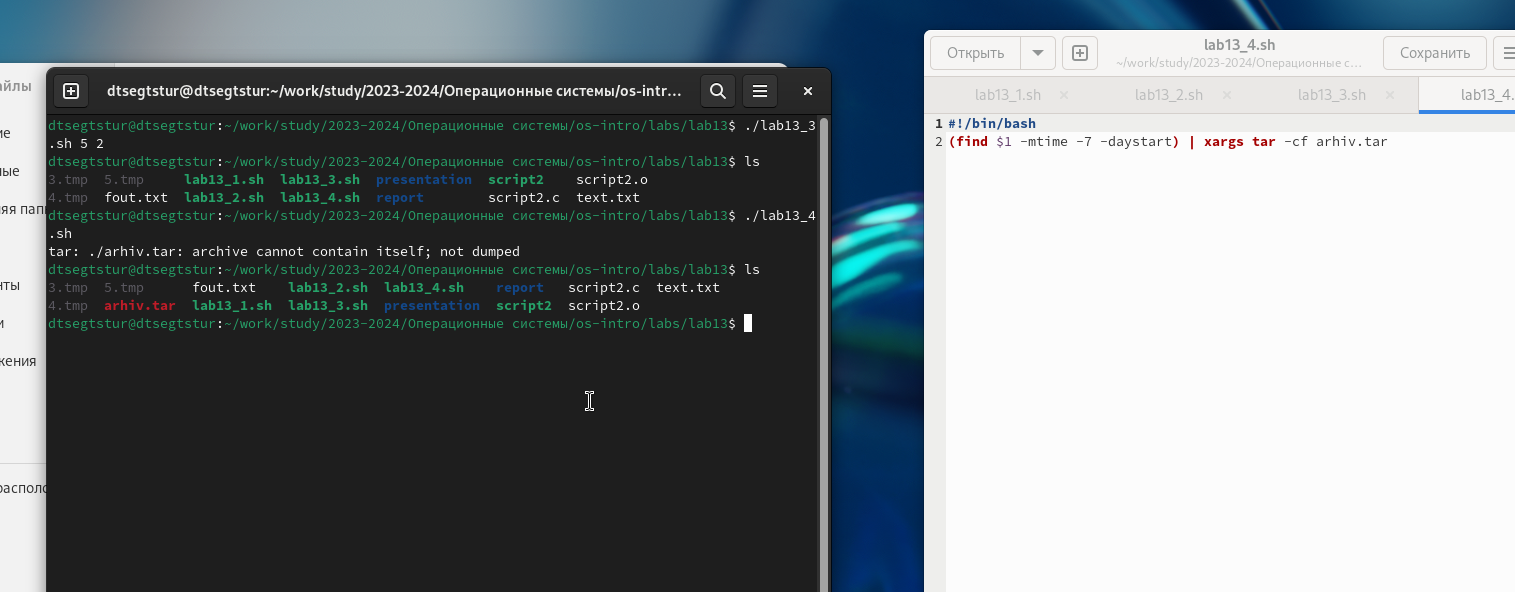 айлы
ие
ные
яя пап
нты
и
жения
располо
dtsegtstur@dtsegtstur:~/work/study/2023-2024/Операционные системы/os-intr…
dtsegtstur@dtsegtstur:~/work/study/2023-2024/Операционные системы/os-intro/labs/lab13$ ./lab13_3
.sh 5 2
dtsegtstur@dtsegtstur:~/work/study/2023-2024/Операционные системы/os-intro/labs/lab13$ ls
3.tmp  5.tmp     lab13_1.sh  lab13_3.sh  presentation  script2    script2.o
4.tmp  fout.txt  lab13_2.sh  lab13_4.sh  report        script2.c  text.txt
dtsegtstur@dtsegtstur:~/work/study/2023-2024/Операционные системы/os-intro/labs/lab13$ ./lab13_4
.sh
tar: ./arhiv.tar: archive cannot contain itself; not dumped
dtsegtstur@dtsegtstur:~/work/study/2023-2024/Операционные системы/os-intro/labs/lab13$ ls
3.tmp  5.tmp      fout.txt    lab13_2.sh  lab13_4.sh    report   script2.c  text.txt
4.tmp  arhiv.tar  lab13_1.sh  lab13_3.sh  presentation  script2  script2.o
dtsegtstur@dtsegtstur:~/work/study/2023-2024/Операционные системы/os-intro/labs/lab13$
Открыть
lab13_4.sh
~/work/study/2023-2024/Операционные с…
Сохранить
lab13_1.sh
lab13_2.sh
lab13_3.sh
lab13_4.
1 #!/bin/bash
2 (find $1 -mtime -7 -daystart) | xargs tar -cf arhiv.tar